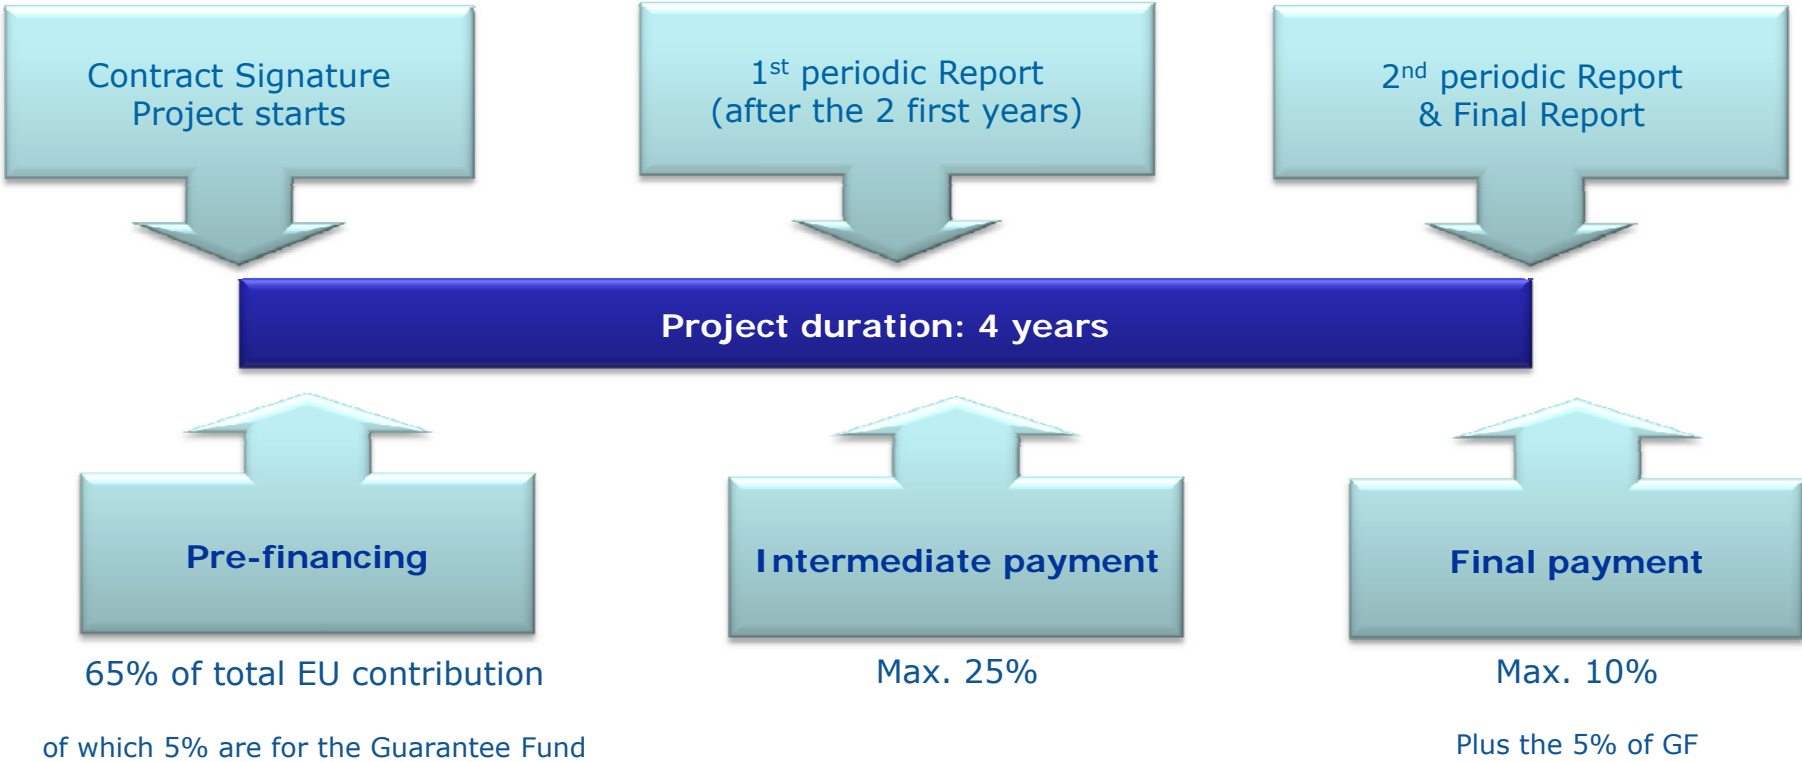 Contract Signature
Project starts
1st periodic Report
(after the 2 first years)
2nd periodic Report
& Final Report
Project duration: 4 years
Pre-financing
Intermediate payment
Final payment
65% of total EU contribution
Max. 25%
Max. 10%
of which 5% are for the Guarantee Fund
Plus the 5% of GF